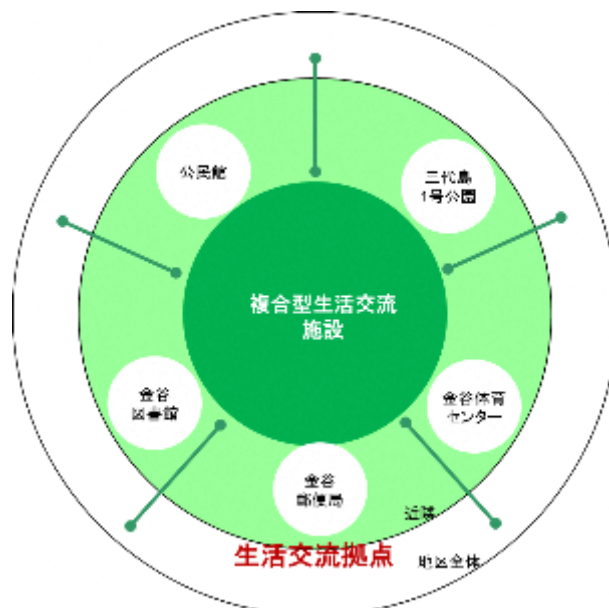 公民館
三代島
1号公園
複合型生活交流
施設
金谷
図書館
金谷体育
センター
金谷
郵便局
近隣
生活交流拠点
地区全体